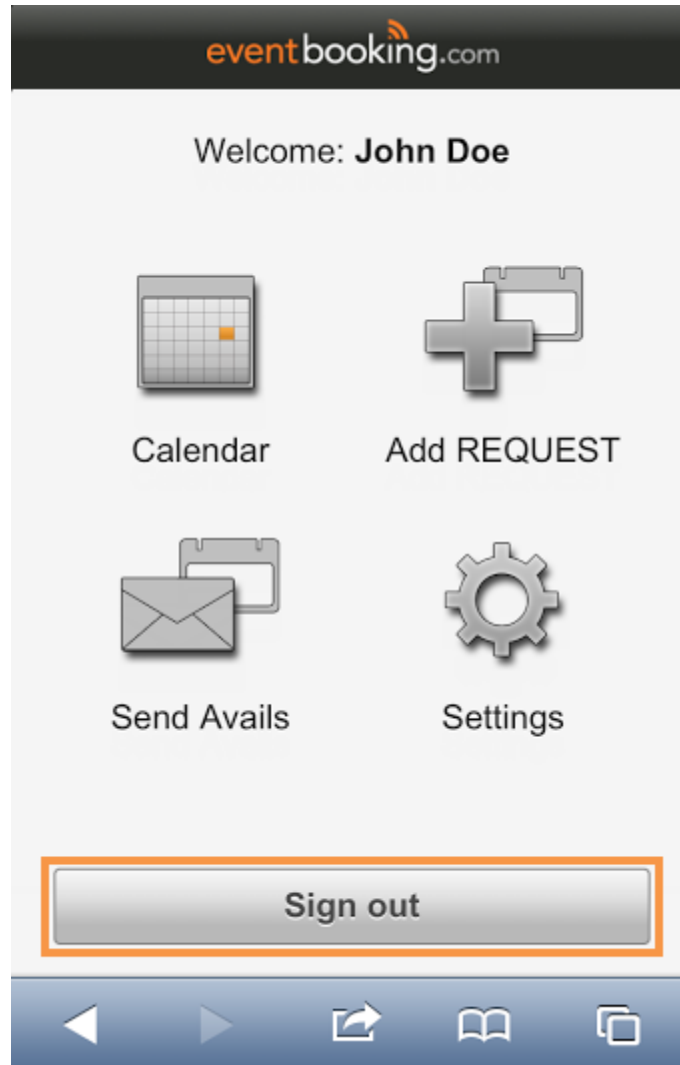 eventbooking.com
Welcome: John Doe
Calendar
Add REQUEST
Send Avails
Settings
Sign out